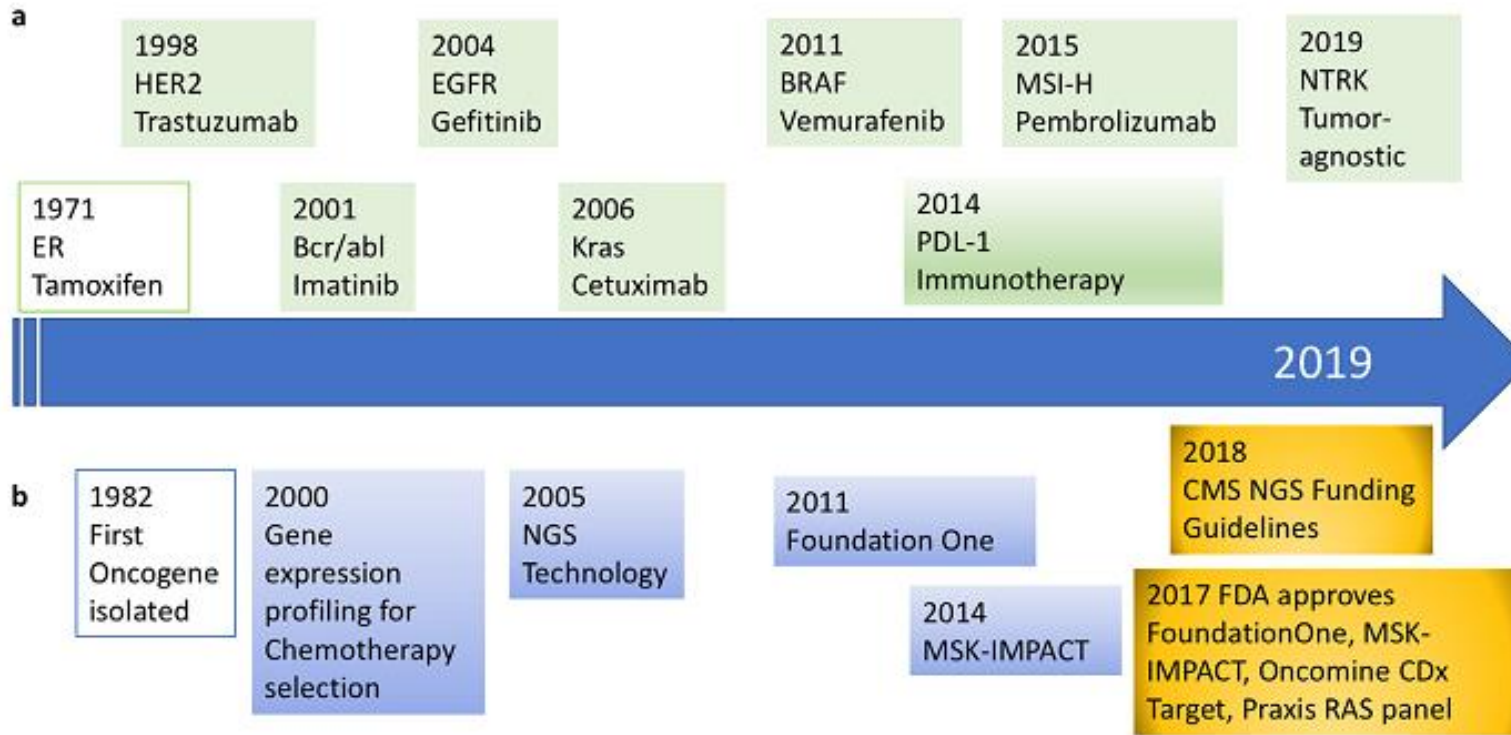 a
1998
HER2
Trastuzumab
2004
EGFR
Gefitinib
2011
BRAF
Vemurafenib
2015
MSI-H
Pembrolizumab
2019
NTRK
Tumor-
agnostic
1971
ER
Tamoxifen
2001
Bcr/abl
Imatinib
2006
Kras
Cetuximab
2014
PDL-1
Immunotherapy
2019
b
1982
First
Oncogene
isolated
2000
Gene
expression
profiling for
Chemotherapy
selection
2005
NGS
Technology
2011
Foundation One
2014
MSK-IMPACT
2018
CMS NGS Funding
Guidelines
2017 FDA approves
FoundationOne, MSK-
IMPACT, Oncomine CDx
Target, Praxis RAS panel